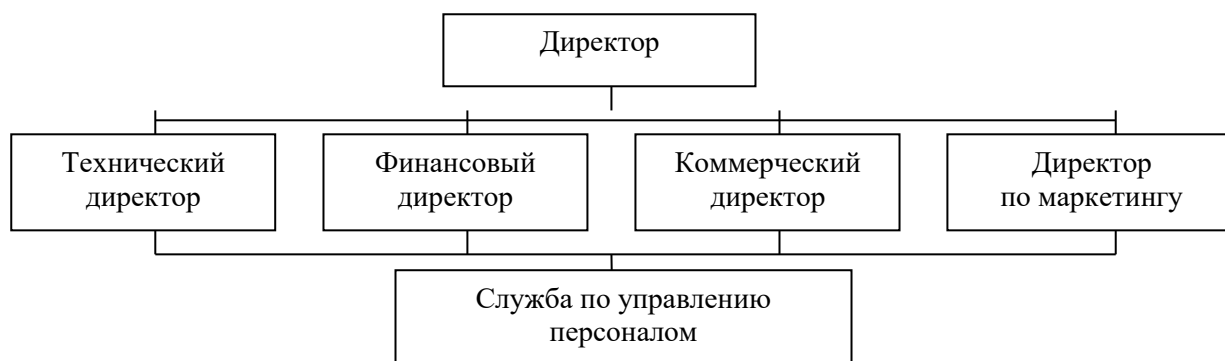 Директор
Технический
директор
Финансовый
директор
Коммерческий
директор
Директор
по маркетингу
Служба по управлению
персоналом